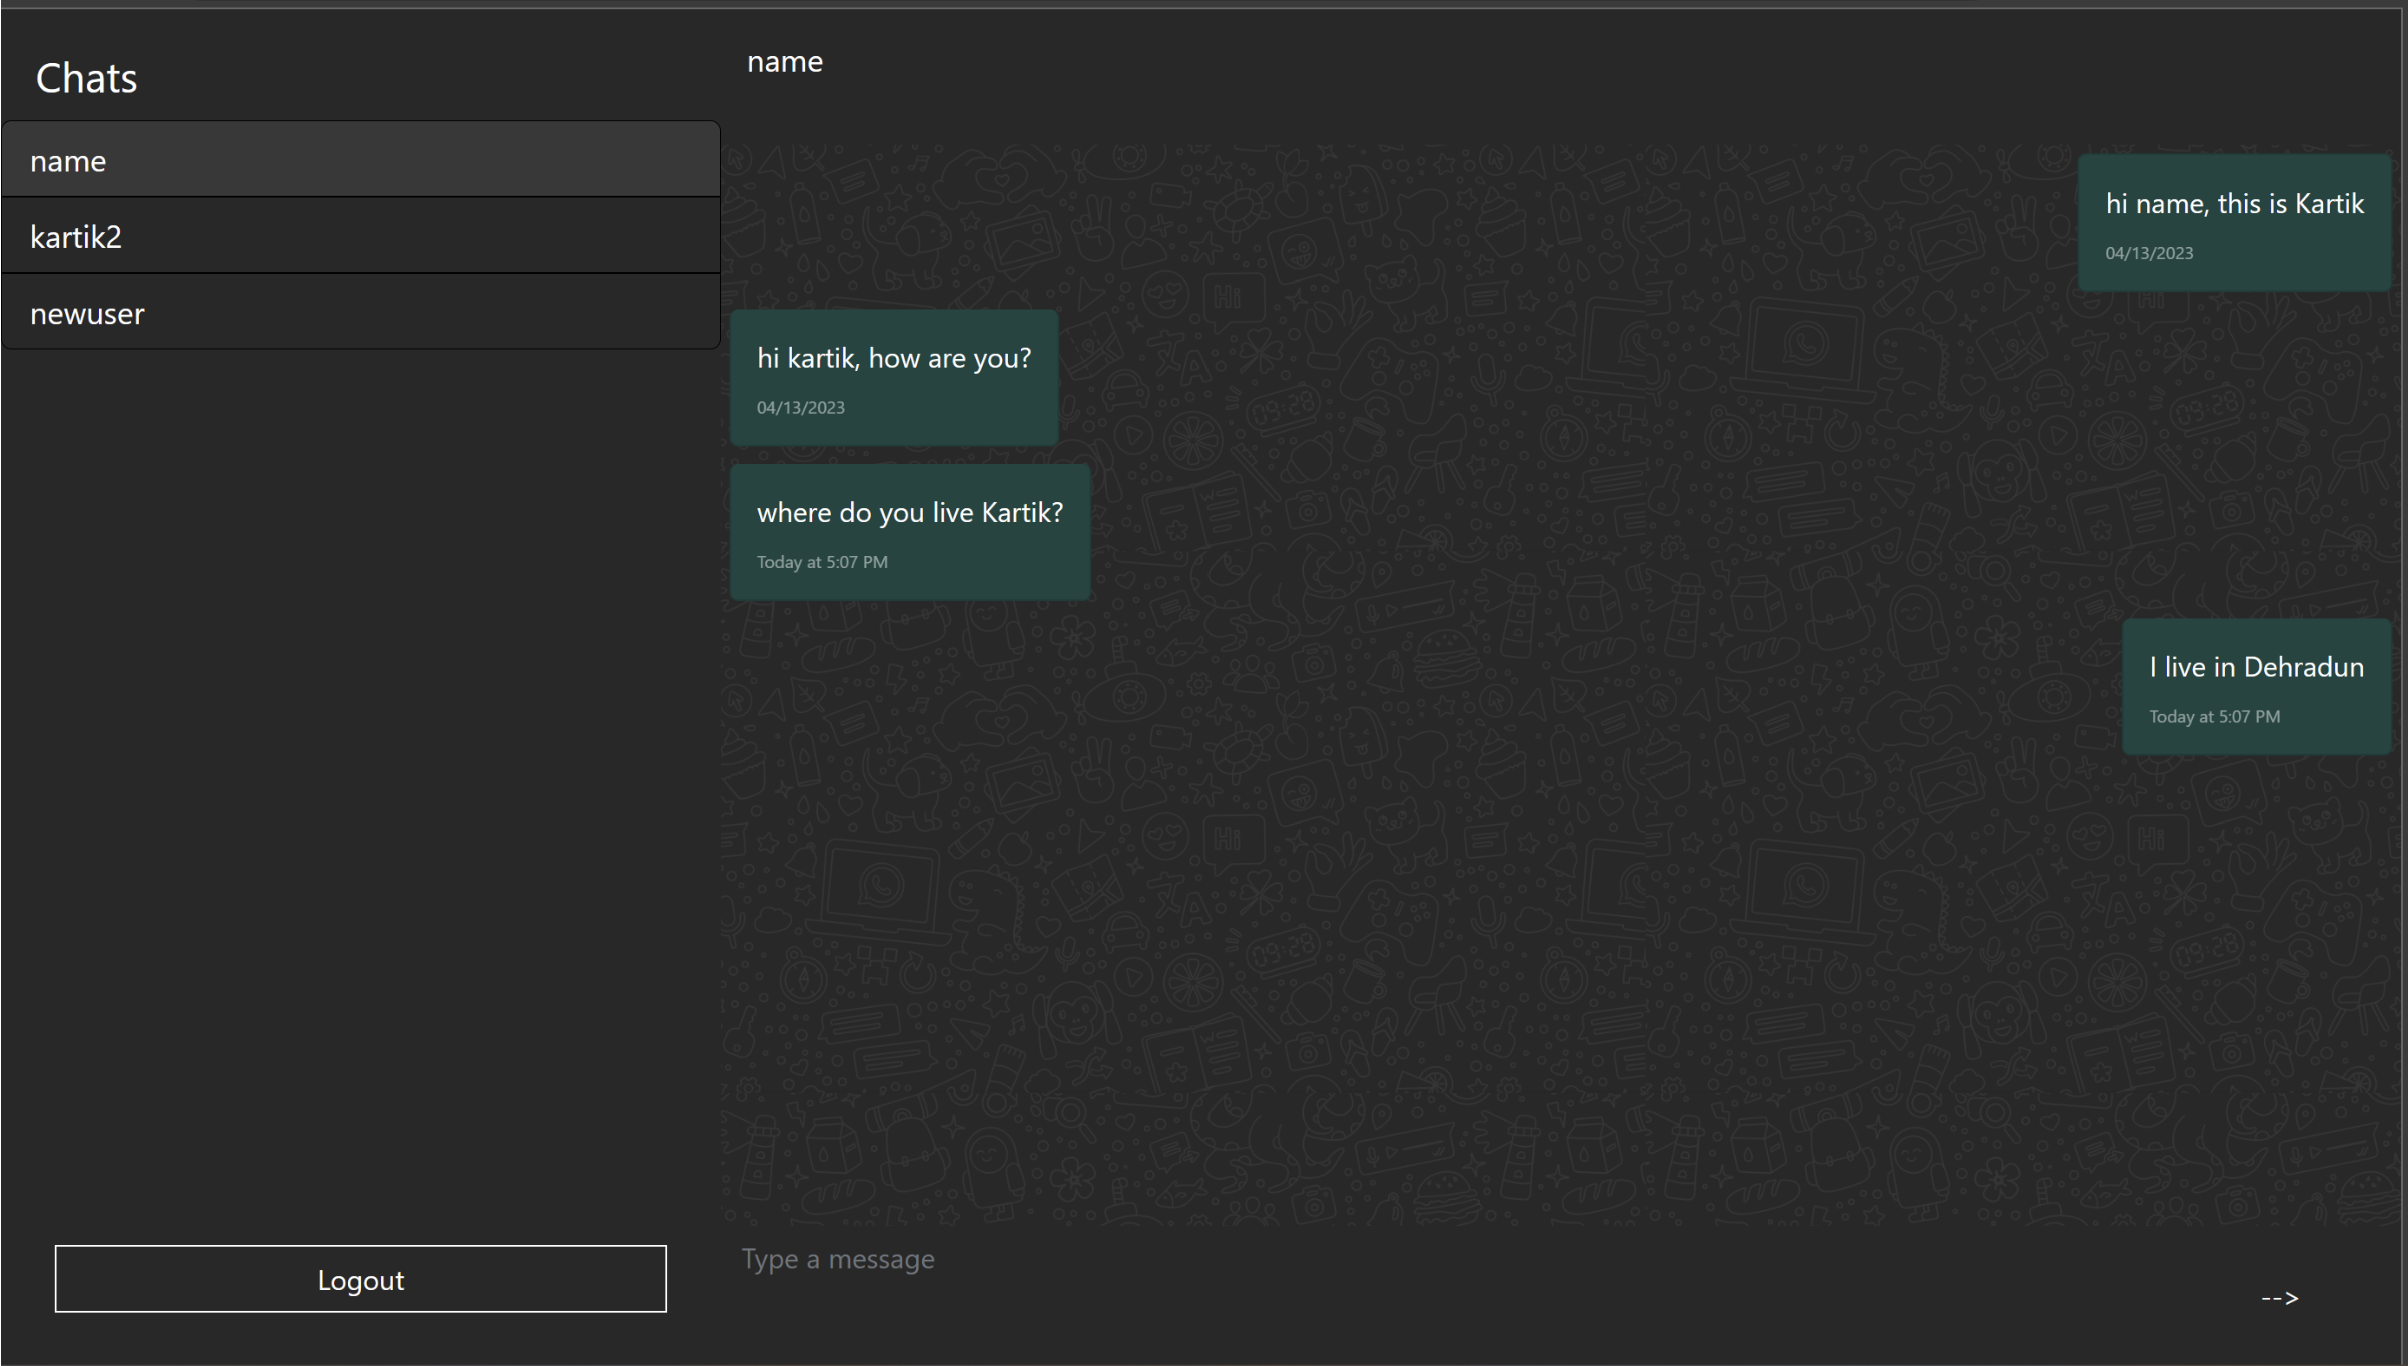 Chats
name
kartik2
newuser
Logout
name
hi name, this is Kartik
04/13/2023
hi kartik, how are you?
04/13/2023
where do you live Kartik?
Today at 5:07 PM
I live in Dehradun
Today at 5:07 PM
Type a message
-->